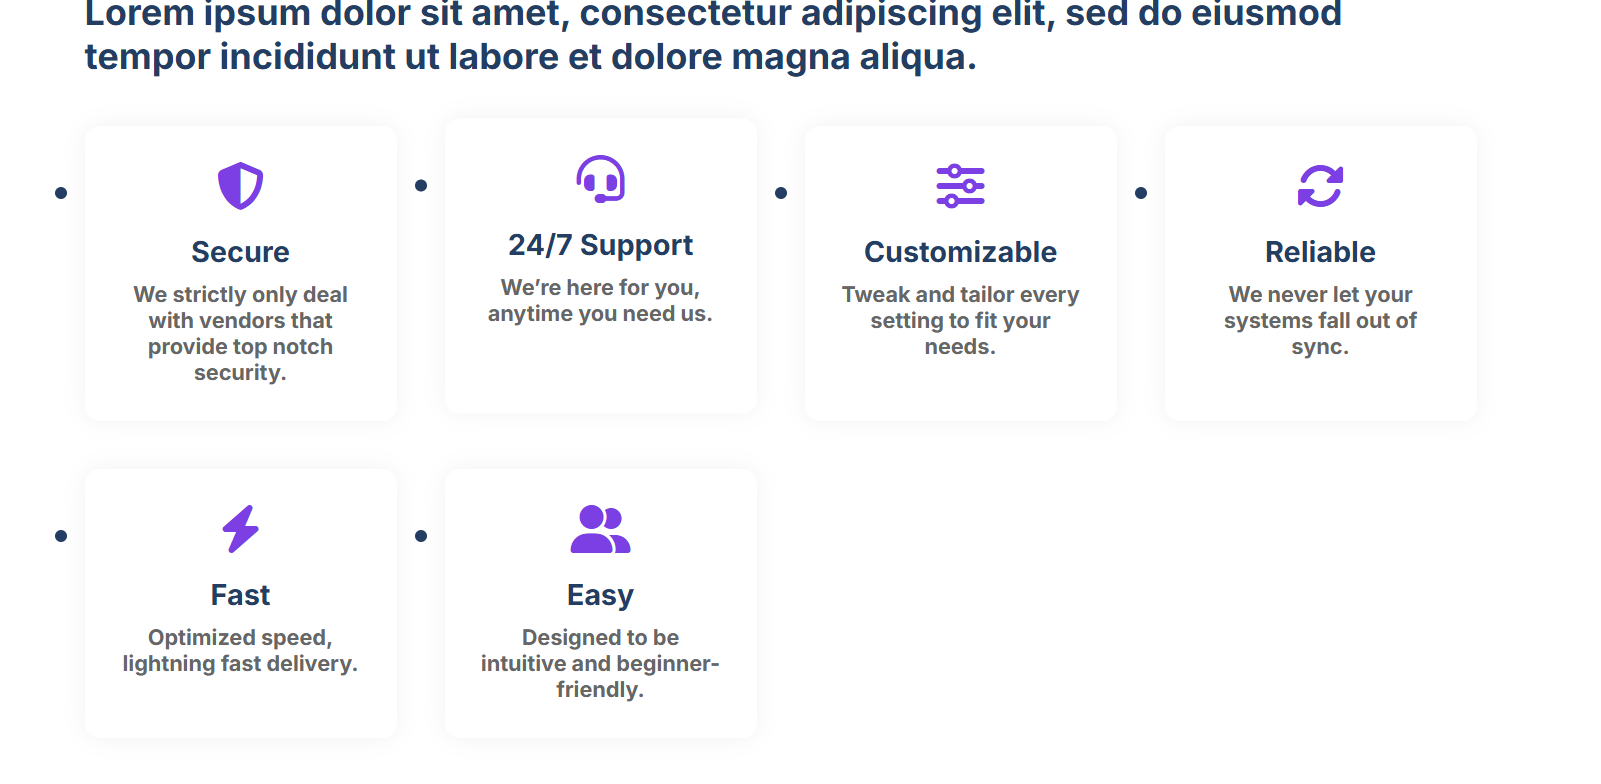 Lorem ipsum dolor sit amet, consectetur adipiscing elit, sed do eiusmod
tempor incididunt ut labore et dolore magna aliqua.
Secure
We strictly only deal
with vendors that
provide top notch
security.
24/7 Support
We’re here for you,
anytime you need us.
Customizable
Tweak and tailor every
setting to fit your
needs.
Reliable
We never let your
systems fall out of
sync.
Fast
Optimized speed,
lightning fast delivery.
Easy
Designed to be
intuitive and beginner-
friendly.